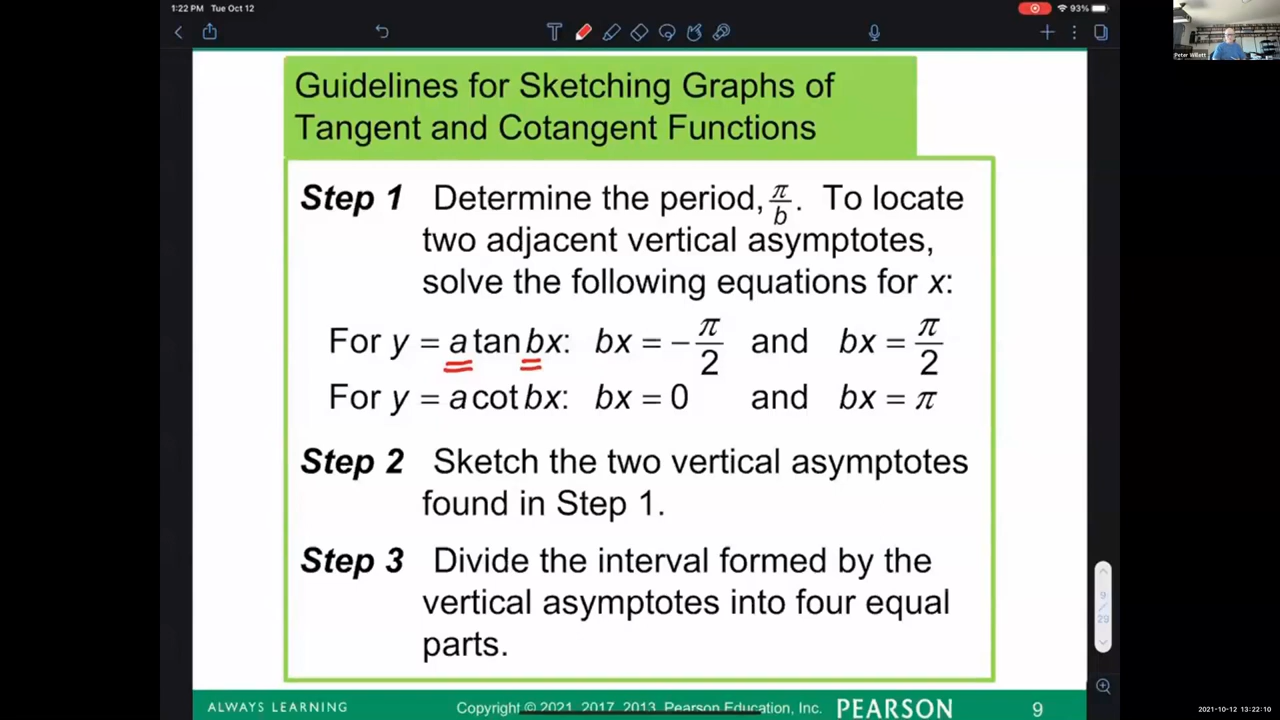 1:22 PM Tue Oct 12
93%
Peter Willett
Guidelines for Sketching Graphs of
Tangent and Cotangent Functions
Step 1 Determine the period, π/b. To locate
two adjacent vertical asymptotes,
solve the following equations for x:
For y = a tan bx: bx = −π/2 and bx = π/2
For y = a cot bx: bx = 0 and bx = π
Step 2 Sketch the two vertical asymptotes
found in Step 1.
Step 3 Divide the interval formed by the
vertical asymptotes into four equal
parts.
9
/
29
ALWAYS LEARNING
Copyright © 2021, 2017, 2013, Pearson Education, Inc.
PEARSON
9
2021-10-12 13:22:10